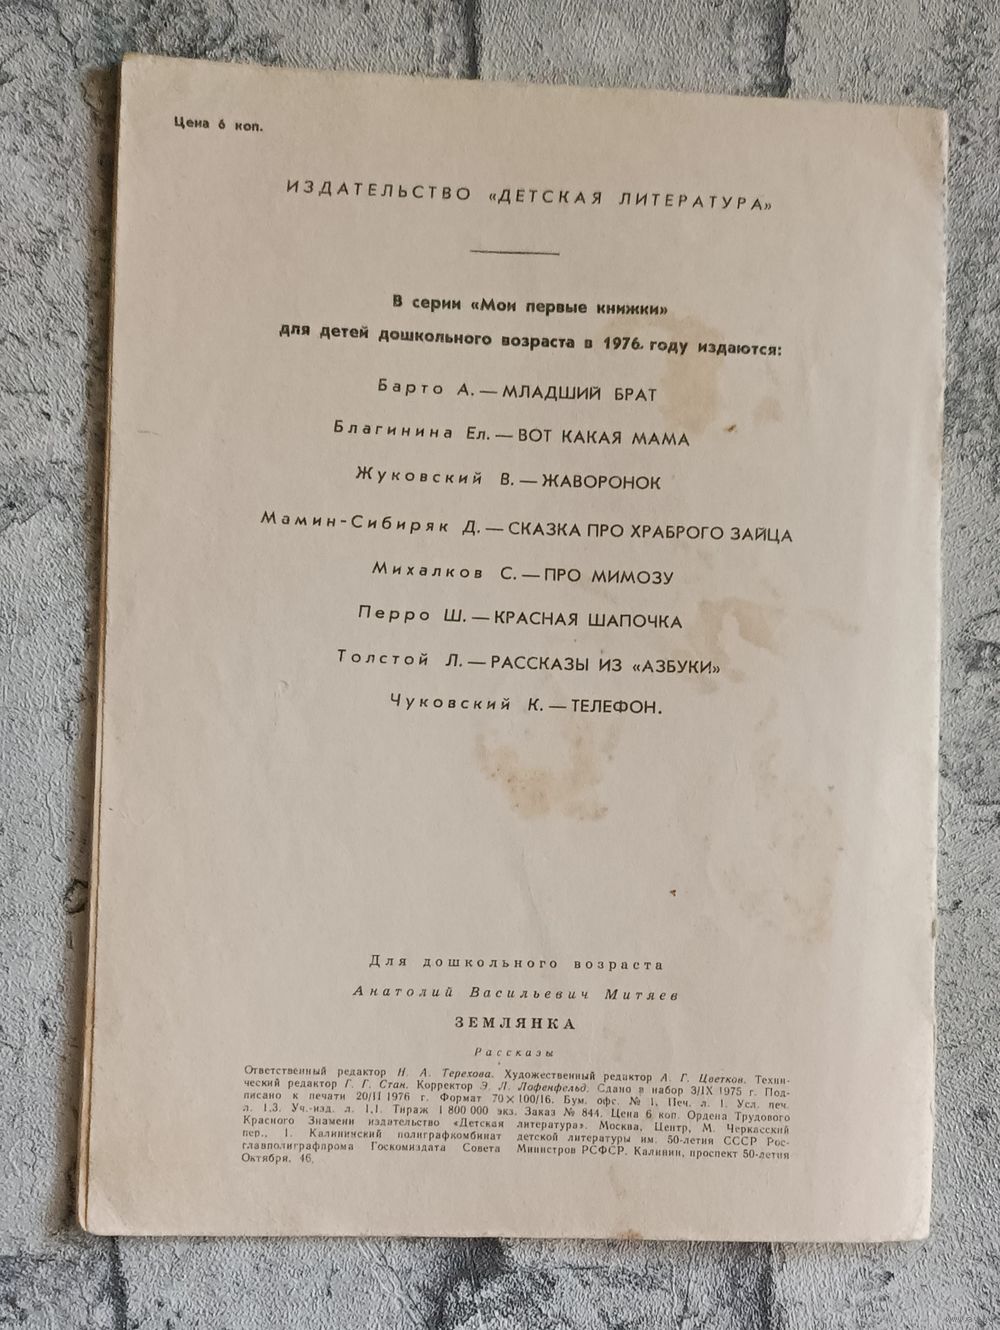 Цена 6 коп.
ИЗДАТЕЛЬСТВО «ДЕТСКАЯ ЛИТЕРАТУРА»
В серии «Мои первые книжки»
для детей дошкольного возраста в 1976 году издаются:
Барто А. — МЛАДШИЙ БРАТ
Благинина Ел. — ВОТ КАКАЯ МАМА
Жуковский В. — ЖАВОРОНОК
Мамин-Сибиряк Д. — СКАЗКА ПРО ХРАБРОГО ЗАЙЦА
Михалков С. — ПРО МИМОЗУ
Перро Ш. — КРАСНАЯ ШАПОЧКА
Толстой Л. — РАССКАЗЫ ИЗ «АЗБУКИ»
Чуковский К. — ТЕЛЕФОН.
Для дошкольного возраста
Анатолий Васильевич Митяев
ЗЕМЛЯНКА
Рассказы
Ответственный редактор Н. А. Терехова. Художественный редактор А. Г. Цветков. Техни-
ческий редактор Г. Г. Стан. Корректор Э. Л. Лофенфельд. Сдано в набор 3/IX 1975 г. Под-
писано к печати 20/II 1976 г. Формат 70×100/16. Бум. офс. № 1. Печ. л. 1. Усл. печ.
л. 1,3. Уч.-изд. л. 1,1. Тираж 1 800 000 экз. Заказ № 844. Цена 6 коп. Ордена Трудового
Красного Знамени издательство «Детская литература». Москва, Центр, М. Черкасский
пер., 1. Калининский полиграфкомбинат детской литературы им. 50-летия СССР Рос-
главполиграфпрома Госкомиздата Совета Министров РСФСР. Калинин, проспект 50-летия
Октября, 46.